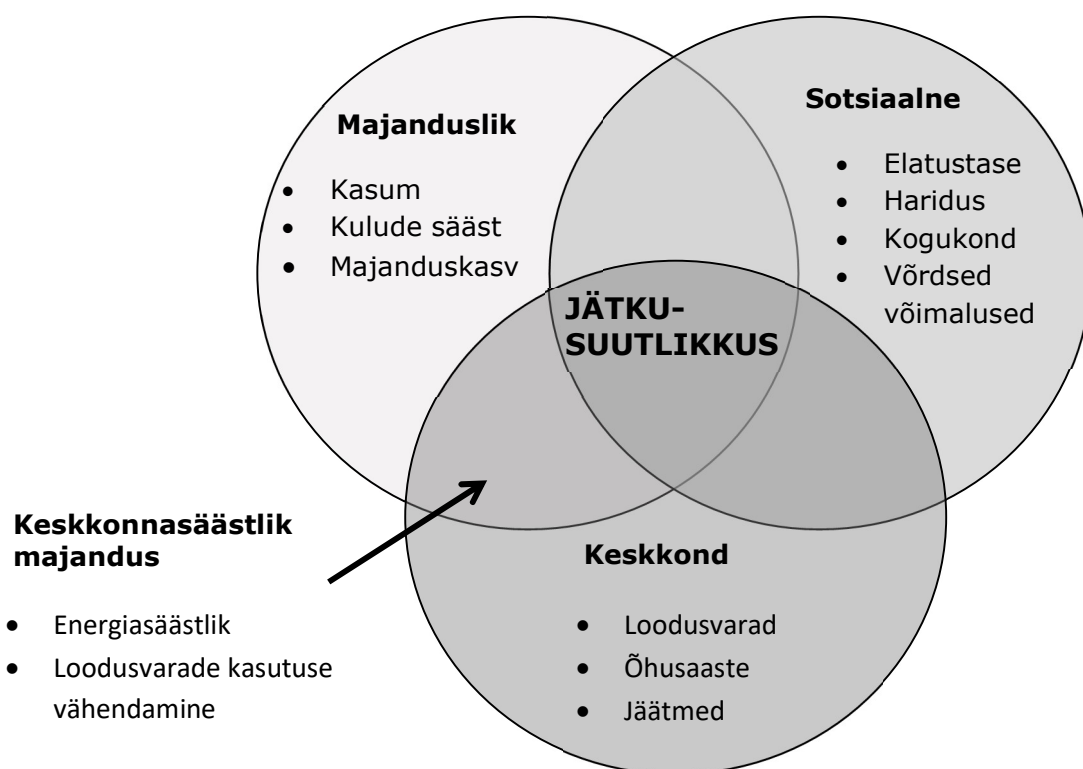 Majanduslik
• Kasum
• Kulude sääst
• Majanduskasv
Sotsiaalne
• Elatustase
• Haridus
• Kogukond
• Võrdsed
võimalused
JÄTKU-
SUUTLIKKUS
Keskkonnasäästlik
majandus
• Energiasäästlik
• Loodusvarade kasutuse
vähendamine
Keskkond
• Loodusvarad
• Õhusaaste
• Jäätmed